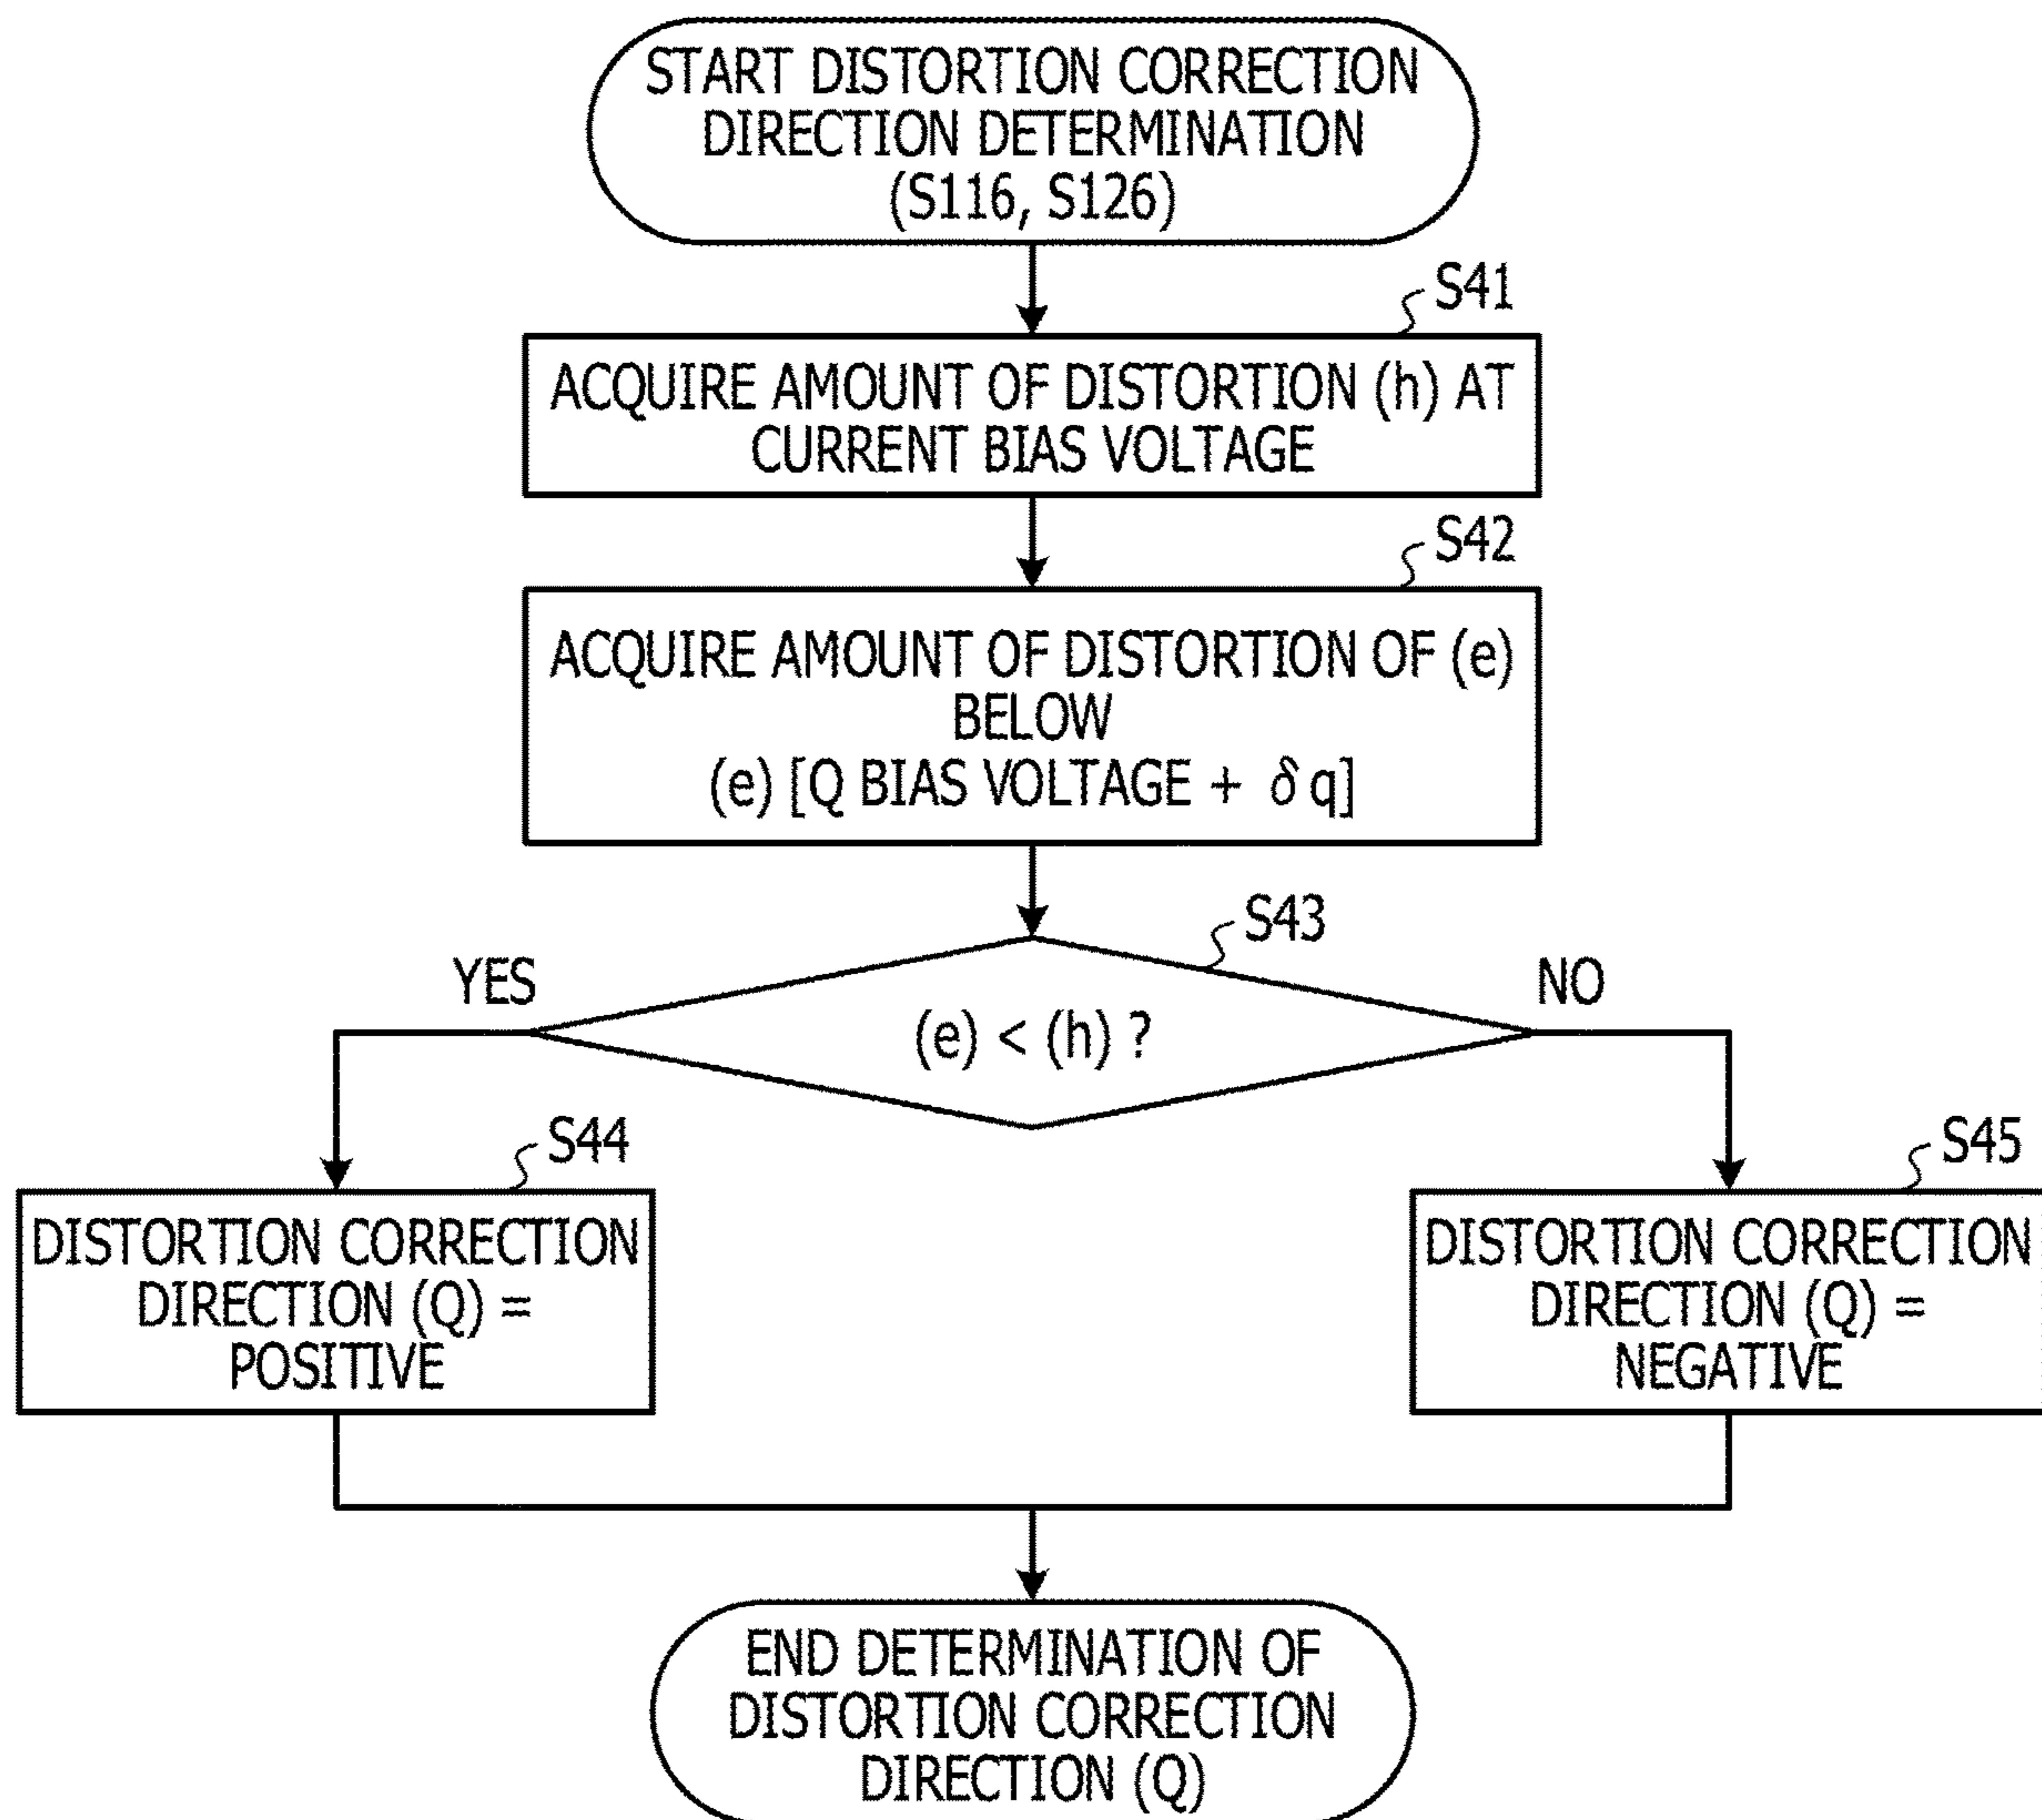 START DISTORTION CORRECTION
DIRECTION DETERMINATION
(S116, S126)
S41
ACQUIRE AMOUNT OF DISTORTION (h) AT
CURRENT BIAS VOLTAGE
S42
ACQUIRE AMOUNT OF DISTORTION OF (e)
BELOW
(e) [Q BIAS VOLTAGE + δq]
S43
YES
NO
(e) < (h) ?
S44
DISTORTION CORRECTION
DIRECTION (Q) =
POSITIVE
S45
DISTORTION CORRECTION
DIRECTION (Q) =
NEGATIVE
END DETERMINATION OF
DISTORTION CORRECTION
DIRECTION (Q)